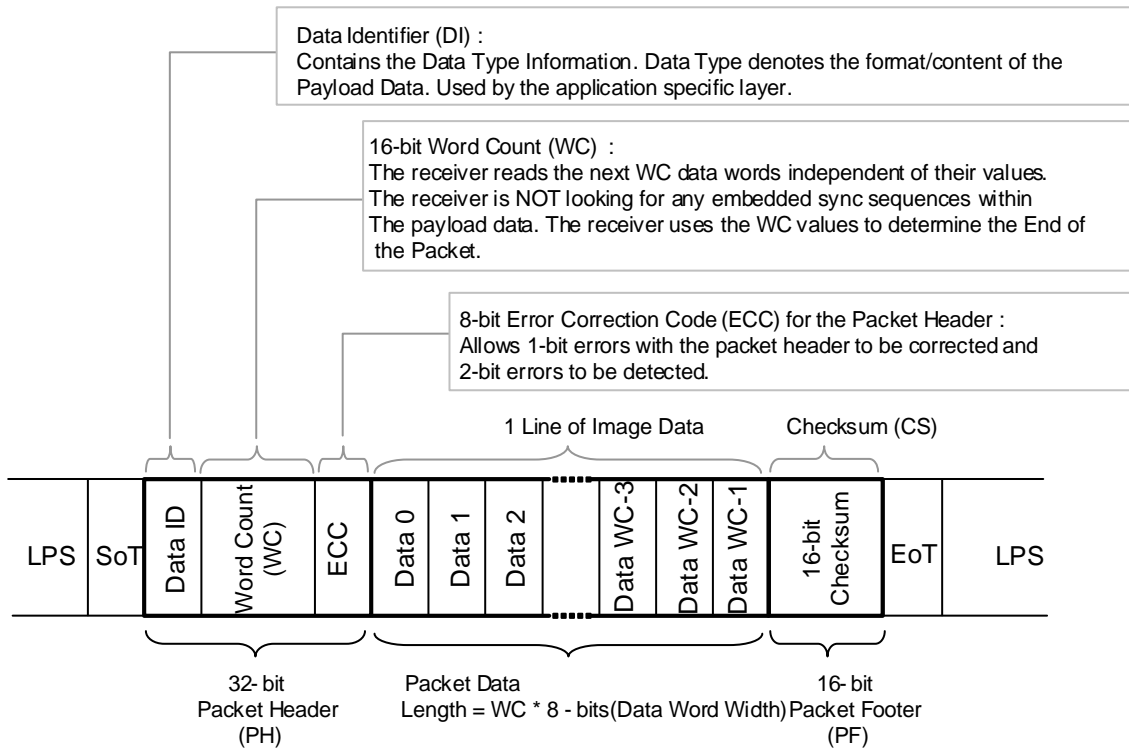 Data Identifier (DI) :
Contains the Data Type Information. Data Type denotes the format/content of the
Payload Data. Used by the application specific layer.
16-bit Word Count (WC) :
The receiver reads the next WC data words independent of their values.
The receiver is NOT looking for any embedded sync sequences within
The payload data. The receiver uses the WC values to determine the End of
the Packet.
8-bit Error Correction Code (ECC) for the Packet Header :
Allows 1-bit errors with the packet header to be corrected and
2-bit errors to be detected.
1 Line of Image Data
Checksum (CS)
LPS
SoT
Data ID
Word Count
(WC)
ECC
Data 0
Data 1
Data 2
Data WC-3
Data WC-2
Data WC-1
16-bit
Checksum
EoT
LPS
32- bit
Packet Header
(PH)
Packet Data
Length = WC * 8 - bits(Data Word Width)
16- bit
Packet Footer
(PF)